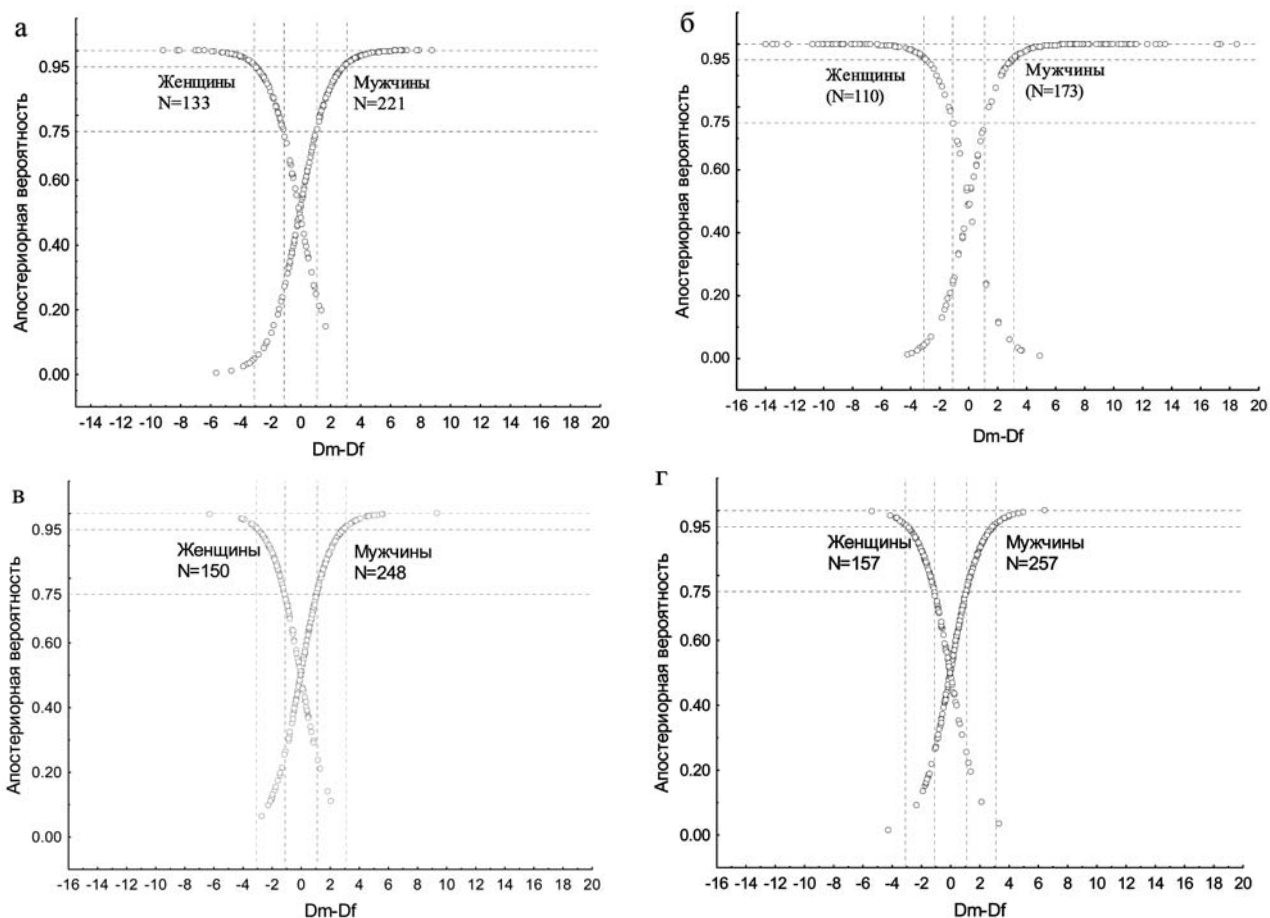 а
Апостериорная вероятность
0.95
0.75
0.60
0.40
0.20
0.00
Женщины
N=133
Мужчины
N=221
-14 -12 -10 -8 -6 -4 -2 0 2 4 6 8 10 12 14 16 18 20
Dm-Df
б
Апостериорная вероятность
0.95
0.75
0.60
0.40
0.20
0.00
Женщины
(N=110)
Мужчины
(N=173)
-16 -14 -12 -10 -8 -6 -4 -2 0 2 4 6 8 10 12 14 16 18 20
Dm-Df
в
Апостериорная вероятность
0.95
0.75
0.60
0.40
0.20
0.00
Женщины
N=150
Мужчины
N=248
-16 -14 -12 -10 -8 -6 -4 -2 0 2 4 6 8 10 12 14 16 18 20
Dm-Df
г
Апостериорная вероятность
0.95
0.75
0.60
0.40
0.20
0.00
Женщины
N=157
Мужчины
N=257
-16 -14 -12 -10 -8 -6 -4 -2 0 2 4 6 8 10 12 14 16 18 20
Dm-Df